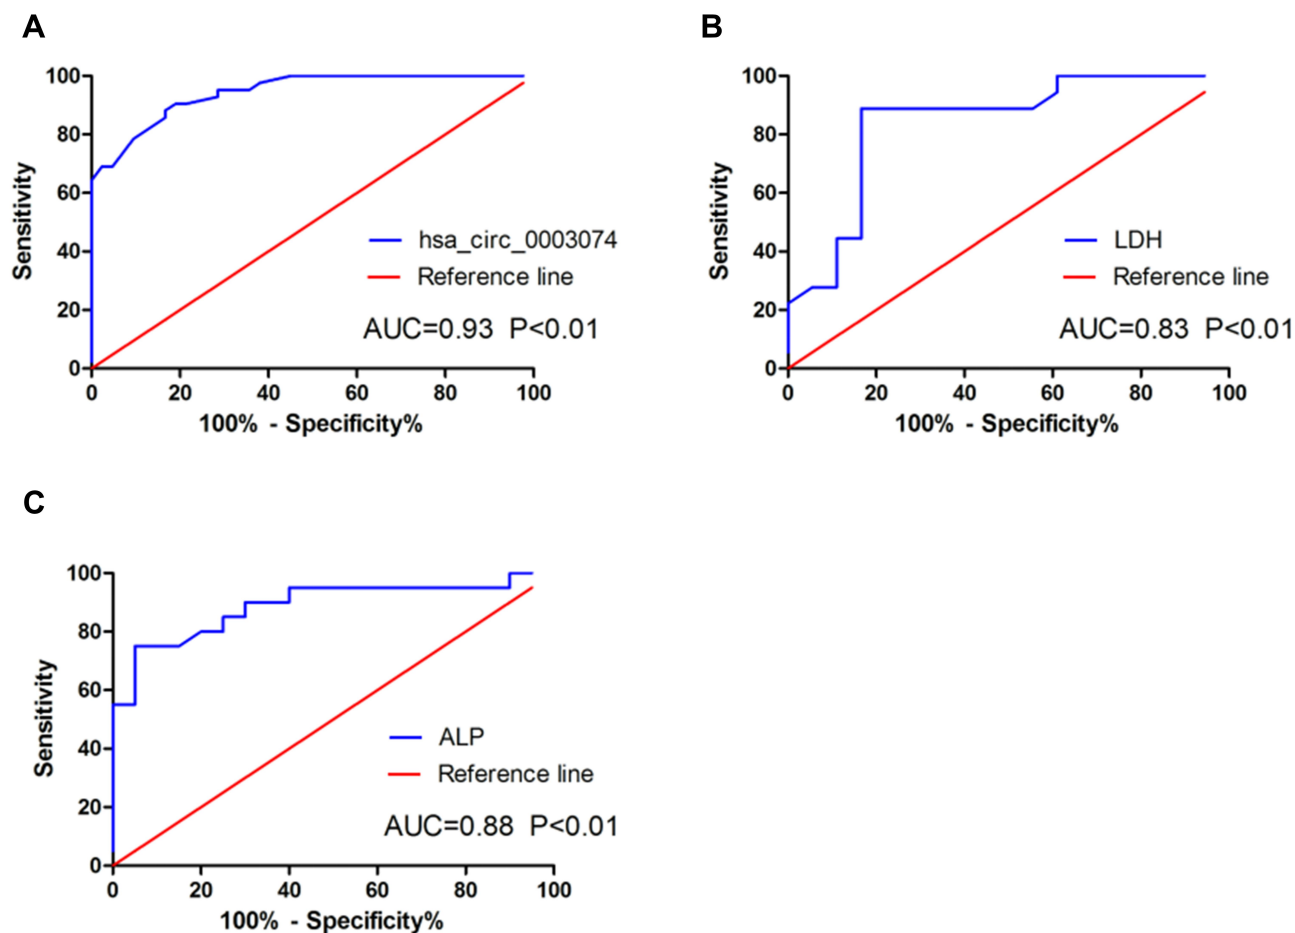 A
100
80
60
40
20
0
Sensitivity
hsa_circ_0003074
Reference line
AUC=0.93 P<0.01
0 20 40 60 80 100
100% - Specificity%
B
100
80
60
40
20
0
Sensitivity
LDH
Reference line
AUC=0.83 P<0.01
0 20 40 60 80 100
100% - Specificity%
C
100
80
60
40
20
0
Sensitivity
ALP
Reference line
AUC=0.88 P<0.01
0 20 40 60 80 100
100% - Specificity%